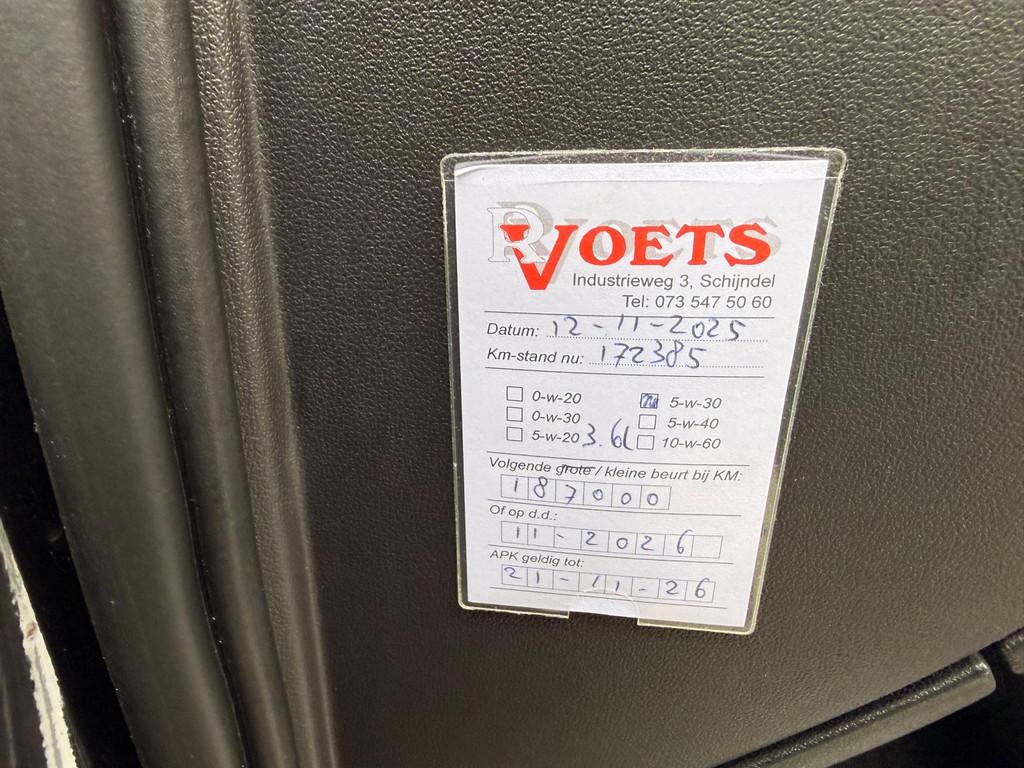 R VOETS
Industrieweg 3, Schijndel
Tel: 073 547 50 60
Datum: 12-11-2025
Km-stand nu: 172385
0-w-20 5-w-30
0-w-30 5-w-40
5-w-20 3.6L 10-w-60
Volgende grote / kleine beurt bij KM:
187000
Of op d.d.:
11-2026
APK geldig tot:
21-11-26